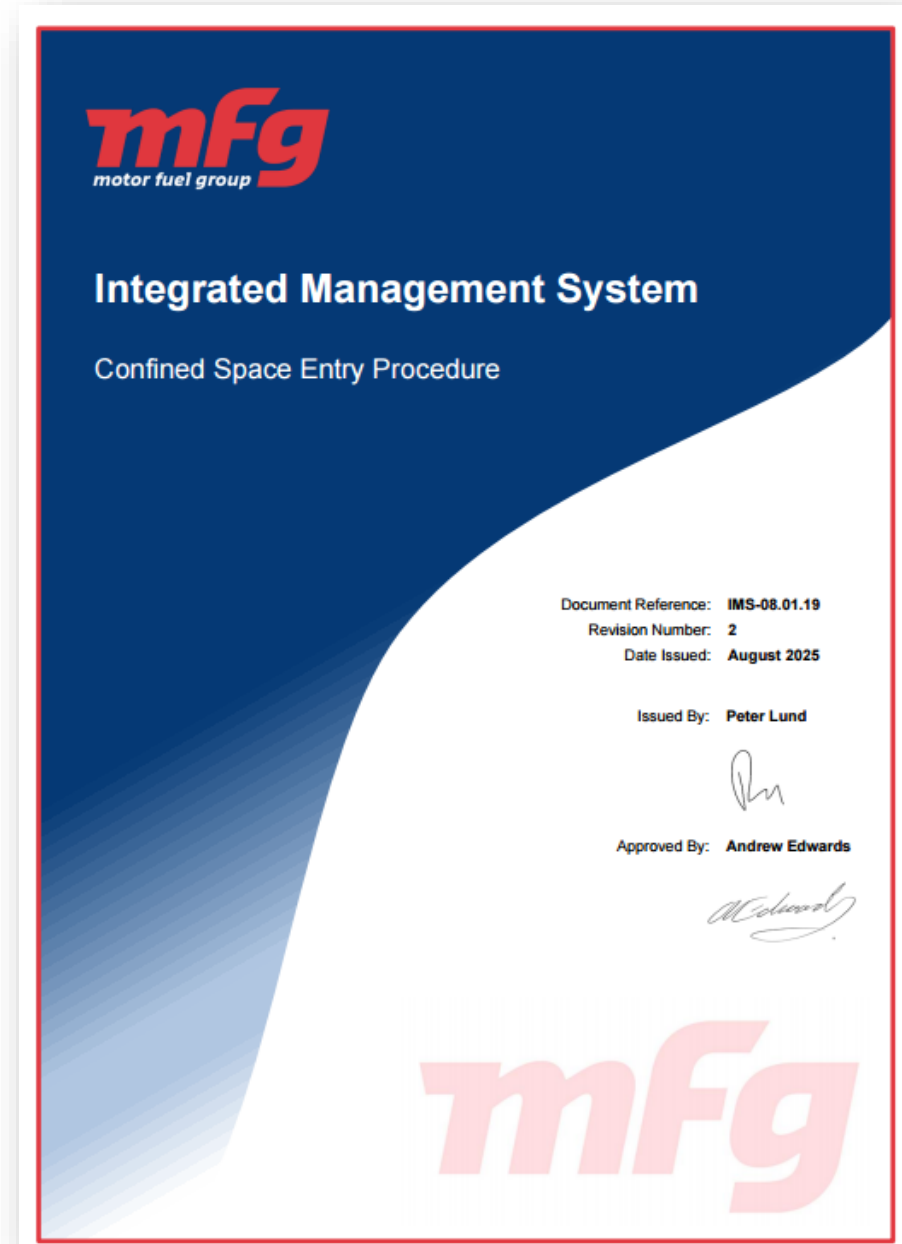 mfg
motor fuel group
Integrated Management System
Confined Space Entry Procedure
Document Reference: IMS-08.01.19
Revision Number: 2
Date Issued: August 2025
Issued By: Peter Lund
Approved By: Andrew Edwards
AEdwards
mfg